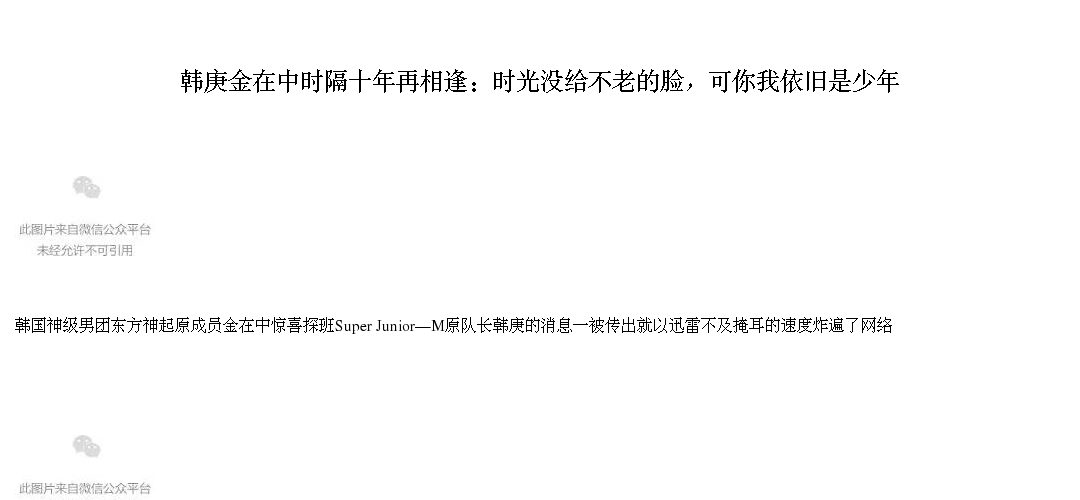 韩庚金在中时隔十年再相逢：时光没给不老的脸，可你我依旧是少年
此图片来自微信公众平台
未经允许不可引用
韩国神级男团东方神起原成员金在中惊喜探班Super Junior—M原队长韩庚的消息一被传出就以迅雷不及掩耳的速度炸遍了网络
此图片来自微信公众平台